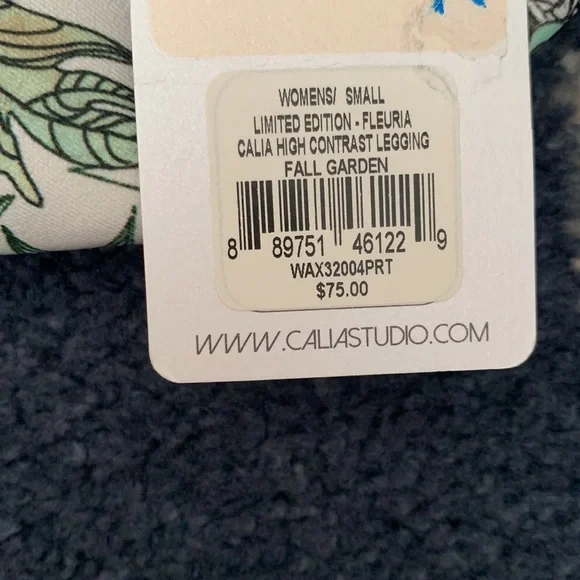 WOMENS/ SMALL
LIMITED EDITION - FLEURIA
CALIA HIGH CONTRAST LEGGING
FALL GARDEN
8 89751 46122 9
WAX32004PRT
$75.00
WWW.CALIASTUDIO.COM